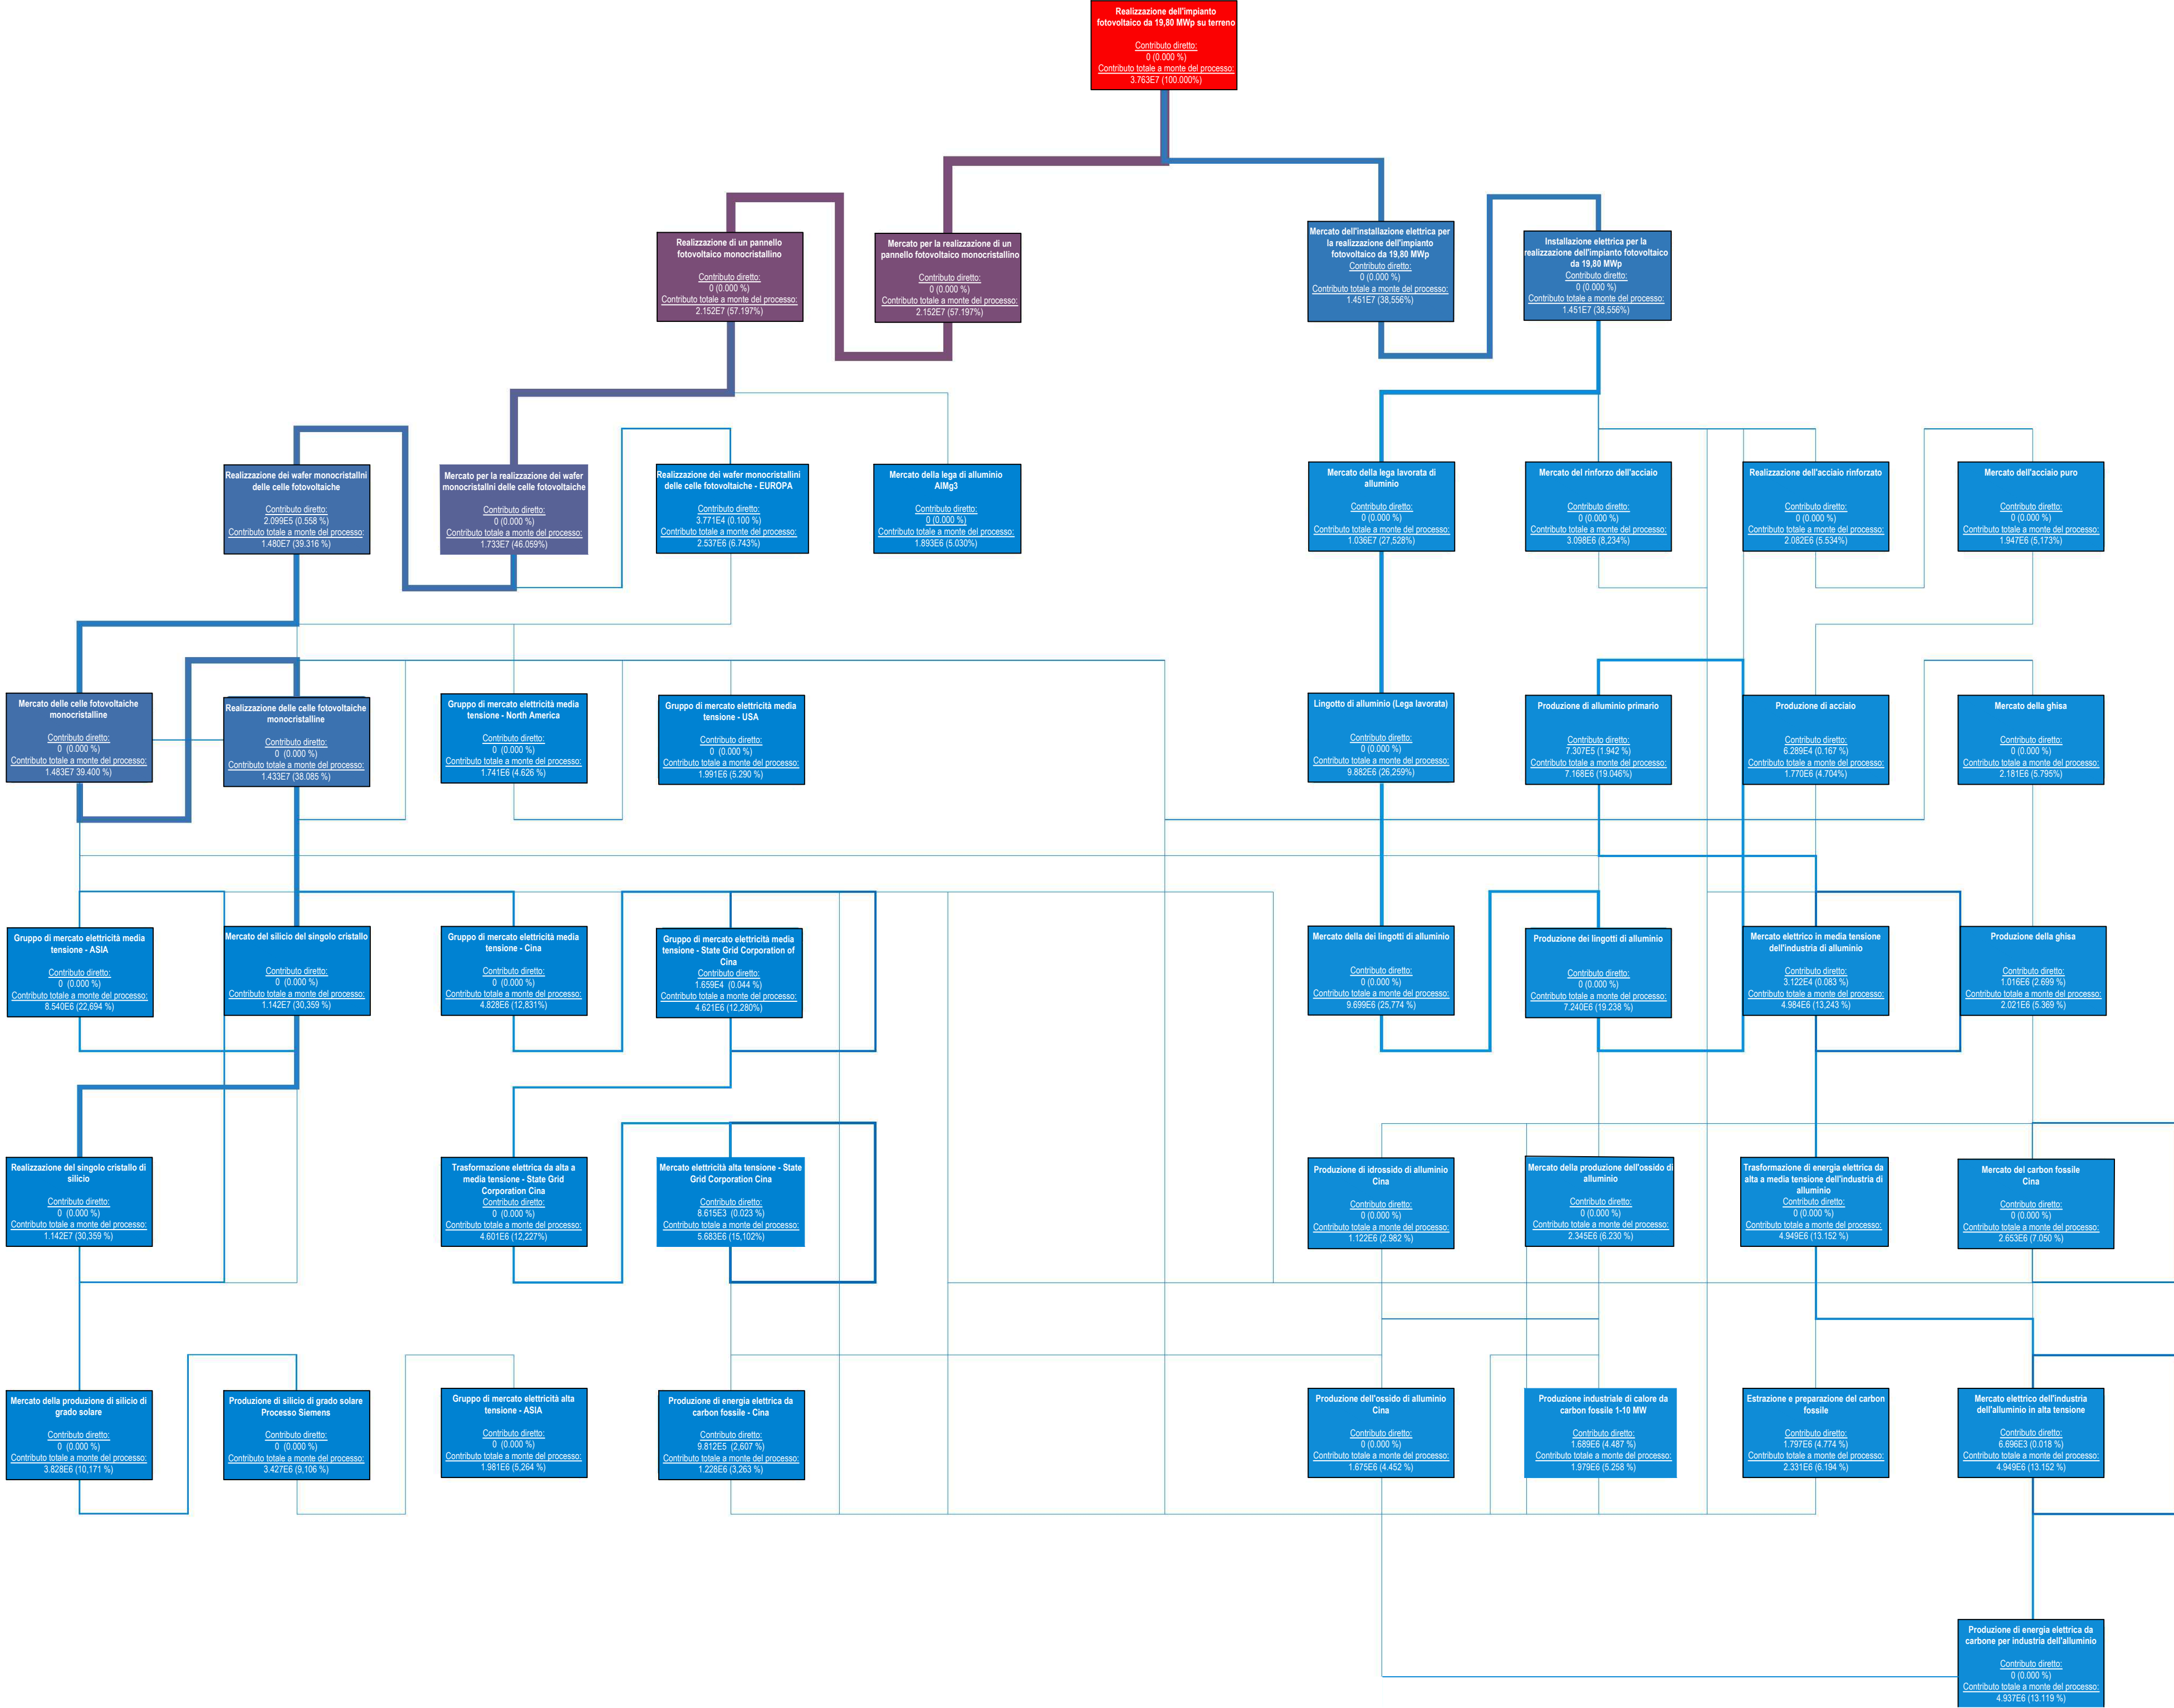 Realizzazione dell'impianto
fotovoltaico da 19,80 MWp su terreno
Contributo diretto:
0 (0.000 %)
Contributo totale a monte del processo:
3.763E7 (100.000%)
Realizzazione di un pannello
fotovoltaico monocristallino
Contributo diretto:
0 (0.000 %)
Contributo totale a monte del processo:
2.152E7 (57.197%)
Mercato per la realizzazione di un
pannello fotovoltaico monocristallino
Contributo diretto:
0 (0.000 %)
Contributo totale a monte del processo:
2.152E7 (57.197%)
Mercato dell'installazione elettrica per
la realizzazione dell'impianto
fotovoltaico da 19,80 MWp
Contributo diretto:
0 (0.000 %)
Contributo totale a monte del processo:
1.451E7 (38,556%)
Installazione elettrica per la
realizzazione dell'impianto fotovoltaico
da 19,80 MWp
Contributo diretto:
0 (0.000 %)
Contributo totale a monte del processo:
1.451E7 (38,556%)
Realizzazione dei wafer monocristallni
delle celle fotovoltaiche
Contributo diretto:
2.099E5 (0.558 %)
Contributo totale a monte del processo:
1.480E7 (39.316 %)
Mercato per la realizzazione dei wafer
monocristallni delle celle fotovoltaiche
Contributo diretto:
0 (0.000 %)
Contributo totale a monte del processo:
1.733E7 (46.059%)
Realizzazione dei wafer monocristallini
delle celle fotovoltaiche - EUROPA
Contributo diretto:
3.771E4 (0.100 %)
Contributo totale a monte del processo:
2.537E6 (6.743%)
Mercato della lega di alluminio
AlMg3
Contributo diretto:
0 (0.000 %)
Contributo totale a monte del processo:
1.893E6 (5.030%)
Mercato della lega lavorata di
alluminio
Contributo diretto:
0 (0.000 %)
Contributo totale a monte del processo:
1.036E7 (27,528%)
Mercato del rinforzo dell'acciaio
Contributo diretto:
0 (0.000 %)
Contributo totale a monte del processo:
3.098E6 (8,234%)
Realizzazione dell'acciaio rinforzato
Contributo diretto:
0 (0.000 %)
Contributo totale a monte del processo:
2.082E6 (5.534%)
Mercato dell'acciaio puro
Contributo diretto:
0 (0.000 %)
Contributo totale a monte del processo:
1.947E6 (5,173%)
Mercato delle celle fotovoltaiche
monocristalline
Contributo diretto:
0 (0.000 %)
Contributo totale a monte del processo:
1.483E7 39.400 %)
Realizzazione delle celle fotovoltaiche
monocristalline
Contributo diretto:
0 (0.000 %)
Contributo totale a monte del processo:
1.433E7 (38.085 %)
Gruppo di mercato elettricità media
tensione - North America
Contributo diretto:
0 (0.000 %)
Contributo totale a monte del processo:
1.741E6 (4.626 %)
Gruppo di mercato elettricità media
tensione - USA
Contributo diretto:
0 (0.000 %)
Contributo totale a monte del processo:
1.991E6 (5.290 %)
Lingotto di alluminio (Lega lavorata)
Contributo diretto:
0 (0.000 %)
Contributo totale a monte del processo:
9.882E6 (26,259%)
Produzione di alluminio primario
Contributo diretto:
7.307E5 (1.942 %)
Contributo totale a monte del processo:
7.168E6 (19.046%)
Produzione di acciaio
Contributo diretto:
6.289E4 (0.167 %)
Contributo totale a monte del processo:
1.770E6 (4.704%)
Mercato della ghisa
Contributo diretto:
0 (0.000 %)
Contributo totale a monte del processo:
2.181E6 (5.795%)
Gruppo di mercato elettricità media
tensione - ASIA
Contributo diretto:
0 (0.000 %)
Contributo totale a monte del processo:
8.540E6 (22,694 %)
Mercato del silicio del singolo cristallo
Contributo diretto:
0 (0.000 %)
Contributo totale a monte del processo:
1.142E7 (30,359 %)
Gruppo di mercato elettricità media
tensione - Cina
Contributo diretto:
0 (0.000 %)
Contributo totale a monte del processo:
4.828E6 (12,831%)
Gruppo di mercato elettricità media
tensione - State Grid Corporation of
Cina
Contributo diretto:
1.659E4 (0.044 %)
Contributo totale a monte del processo:
4.621E6 (12,280%)
Mercato della dei lingotti di alluminio
Contributo diretto:
0 (0.000 %)
Contributo totale a monte del processo:
9.699E6 (25,774 %)
Produzione dei lingotti di alluminio
Contributo diretto:
0 (0.000 %)
Contributo totale a monte del processo:
7.240E6 (19.238 %)
Mercato elettrico in media tensione
dell'industria di alluminio
Contributo diretto:
3.122E4 (0.083 %)
Contributo totale a monte del processo:
4.984E6 (13,243 %)
Produzione della ghisa
Contributo diretto:
1.016E6 (2.699 %)
Contributo totale a monte del processo:
2.021E6 (5.369 %)
Realizzazione del singolo cristallo di
silicio
Contributo diretto:
0 (0.000 %)
Contributo totale a monte del processo:
1.142E7 (30,359 %)
Trasformazione elettrica da alta a
media tensione - State Grid
Corporation Cina
Contributo diretto:
0 (0.000 %)
Contributo totale a monte del processo:
4.601E6 (12,227%)
Mercato elettricità alta tensione - State
Grid Corporation Cina
Contributo diretto:
8.615E3 (0.023 %)
Contributo totale a monte del processo:
5.683E6 (15,102%)
Produzione di idrossido di alluminio
Cina
Contributo diretto:
0 (0.000 %)
Contributo totale a monte del processo:
1.122E6 (2.982 %)
Mercato della produzione dell'ossido di
alluminio
Contributo diretto:
0 (0.000 %)
Contributo totale a monte del processo:
2.345E6 (6.230 %)
Trasformazione di energia elettrica da
alta a media tensione dell'industria di
alluminio
Contributo diretto:
0 (0.000 %)
Contributo totale a monte del processo:
4.949E6 (13.152 %)
Mercato del carbon fossile
Cina
Contributo diretto:
0 (0.000 %)
Contributo totale a monte del processo:
2.653E6 (7.050 %)
Mercato della produzione di silicio di
grado solare
Contributo diretto:
0 (0.000 %)
Contributo totale a monte del processo:
3.828E6 (10,171 %)
Produzione di silicio di grado solare
Processo Siemens
Contributo diretto:
0 (0.000 %)
Contributo totale a monte del processo:
3.427E6 (9,106 %)
Gruppo di mercato elettricità alta
tensione - ASIA
Contributo diretto:
0 (0.000 %)
Contributo totale a monte del processo:
1.981E6 (5,264 %)
Produzione di energia elettrica da
carbon fossile - Cina
Contributo diretto:
9.812E5 (2,607 %)
Contributo totale a monte del processo:
1.228E6 (3,263 %)
Produzione dell'ossido di alluminio
Cina
Contributo diretto:
0 (0.000 %)
Contributo totale a monte del processo:
1.675E6 (4.452 %)
Produzione industriale di calore da
carbon fossile 1-10 MW
Contributo diretto:
1.689E6 (4.487 %)
Contributo totale a monte del processo:
1.979E6 (5.258 %)
Estrazione e preparazione del carbon
fossile
Contributo diretto:
1.797E6 (4.774 %)
Contributo totale a monte del processo:
2.331E6 (6.194 %)
Mercato elettrico dell'industria
dell'alluminio in alta tensione
Contributo diretto:
6.696E3 (0.018 %)
Contributo totale a monte del processo:
4.949E6 (13.152 %)
Produzione di energia elettrica da
carbone per industria dell'alluminio
Contributo diretto:
0 (0.000 %)
Contributo totale a monte del processo:
4.937E6 (13.119 %)